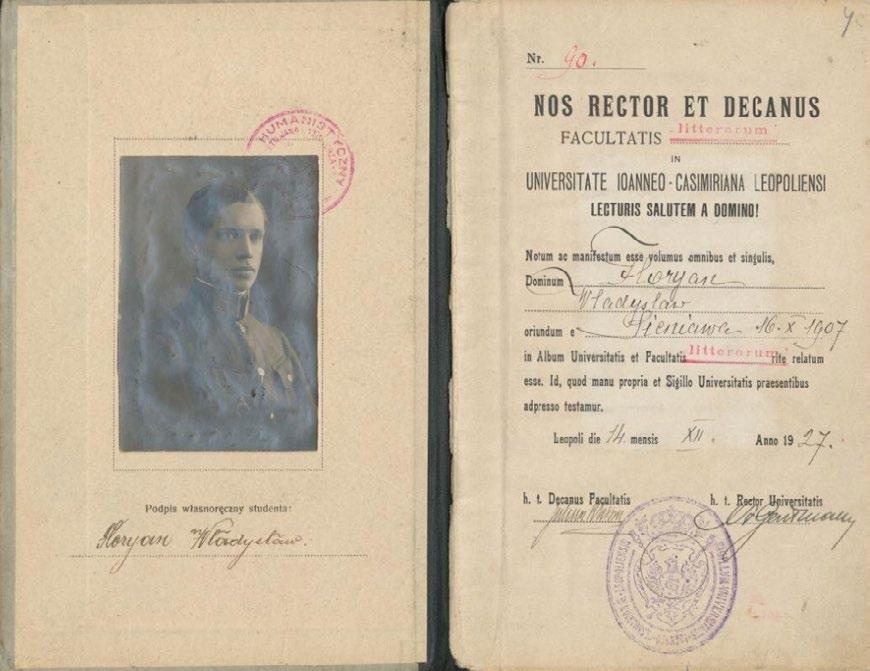 HUMANISTYCZNY
Podpis własnoręczny studenta:
Floryan Władysław.
4
Nr. 90.
NOS RECTOR ET DECANUS
FACULTATIS litterarum
IN
UNIVERSITATE IOANNEO-CASIMIRIANA LEOPOLIENSI
LECTURIS SALUTEM A DOMINO!
Notum ac manifestum esse volumus omnibus et singulis,
Dominum Floryan
Władysław
oriundum e Sieniawa 16.X 1907
in Album Universitatis et Facultatis litterarum rite relatum
esse. Id, quod manu propria et Sigillo Universitatis praesentibus
adpresso testamur.
Leopoli die 14 mensis XII. Anno 1927.
h. t. Decanus Facultatis h. t. Rector Universitatis